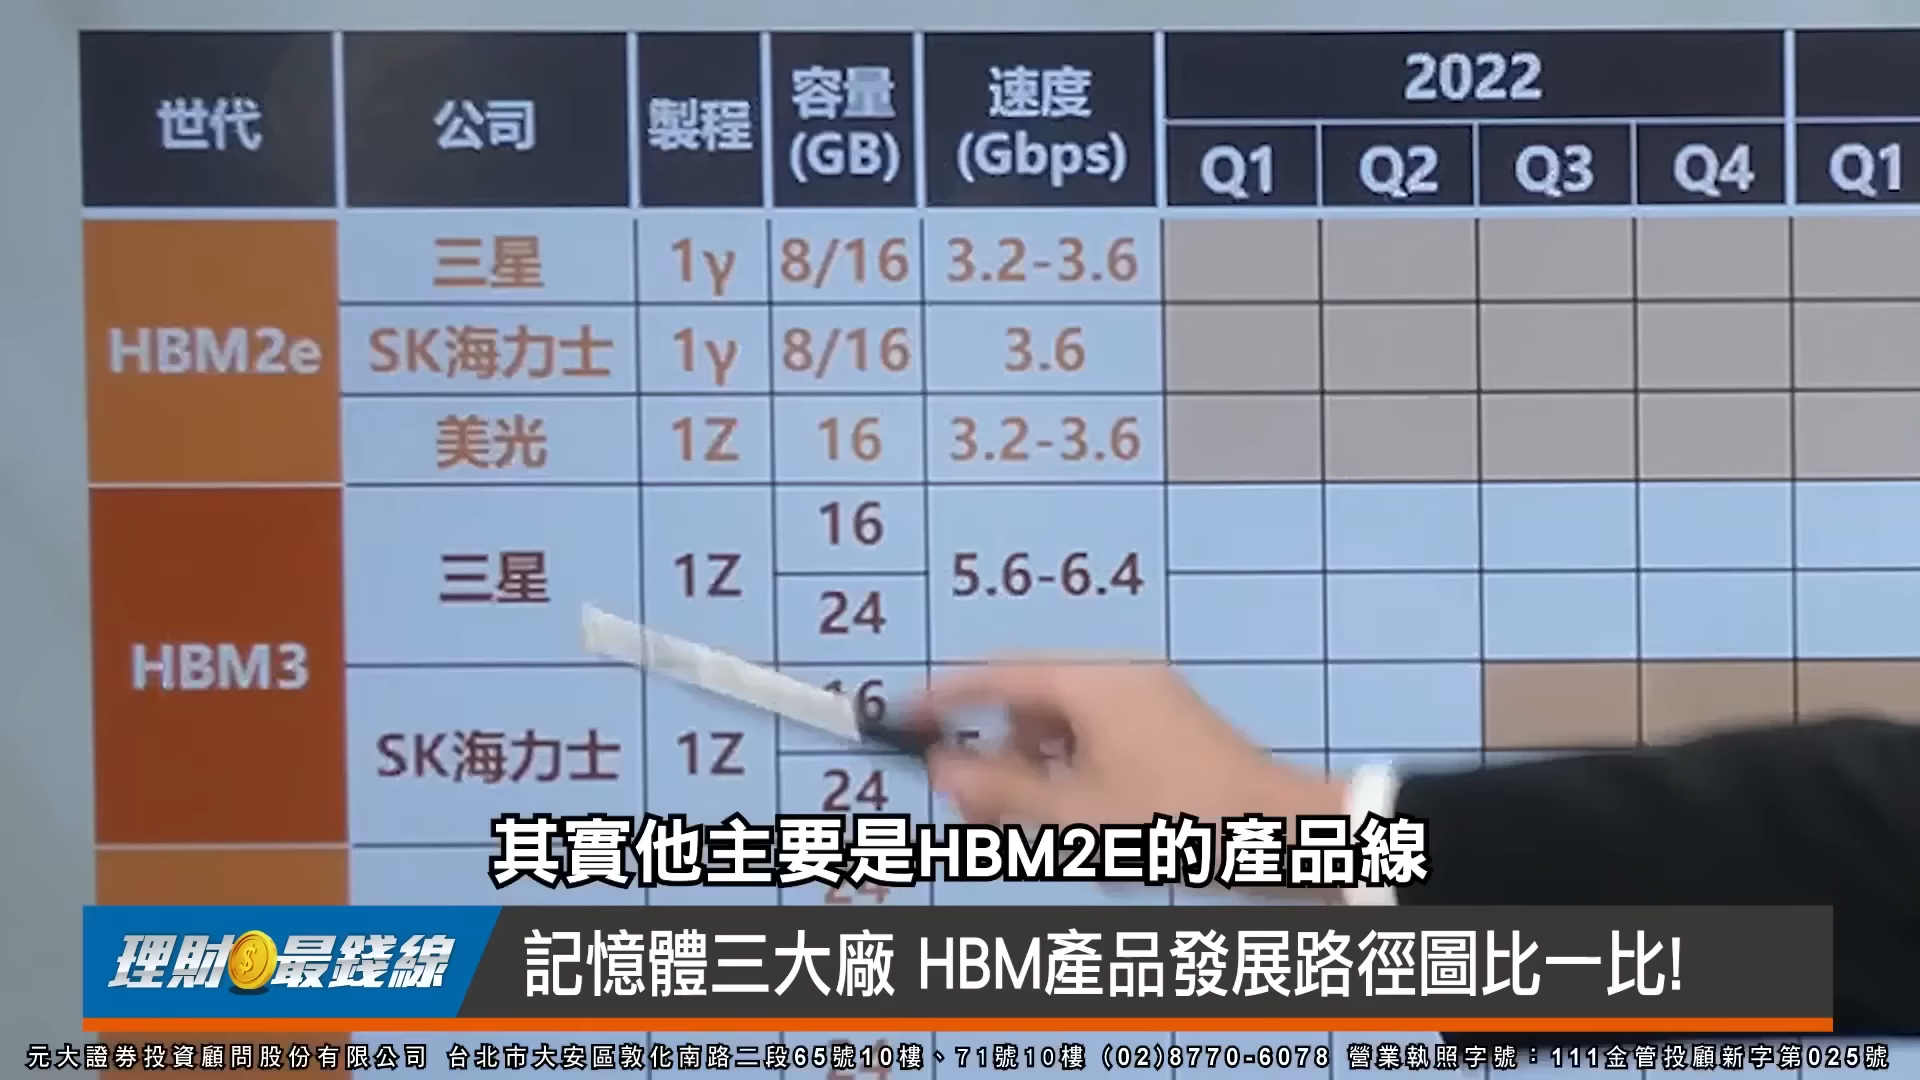 世代 公司 製程 容量(GB) 速度(Gbps) 2022
Q1 Q2 Q3 Q4 Q1
HBM2e 三星 1γ 8/16 3.2-3.6
SK海力士 1γ 8/16 3.6
美光 1Z 16 3.2-3.6
HBM3 三星 1Z 16 5.6-6.4
24
SK海力士 1Z 16
24
24
其實他主要是HBM2E的產品線
理財最錢線 記憶體三大廠 HBM產品發展路徑圖比一比!
元大證券投資顧問股份有限公司 台北市大安區敦化南路二段65號10樓、71號10樓 (02)8770-6078 營業執照字號：111金管投顧新字第025號
24